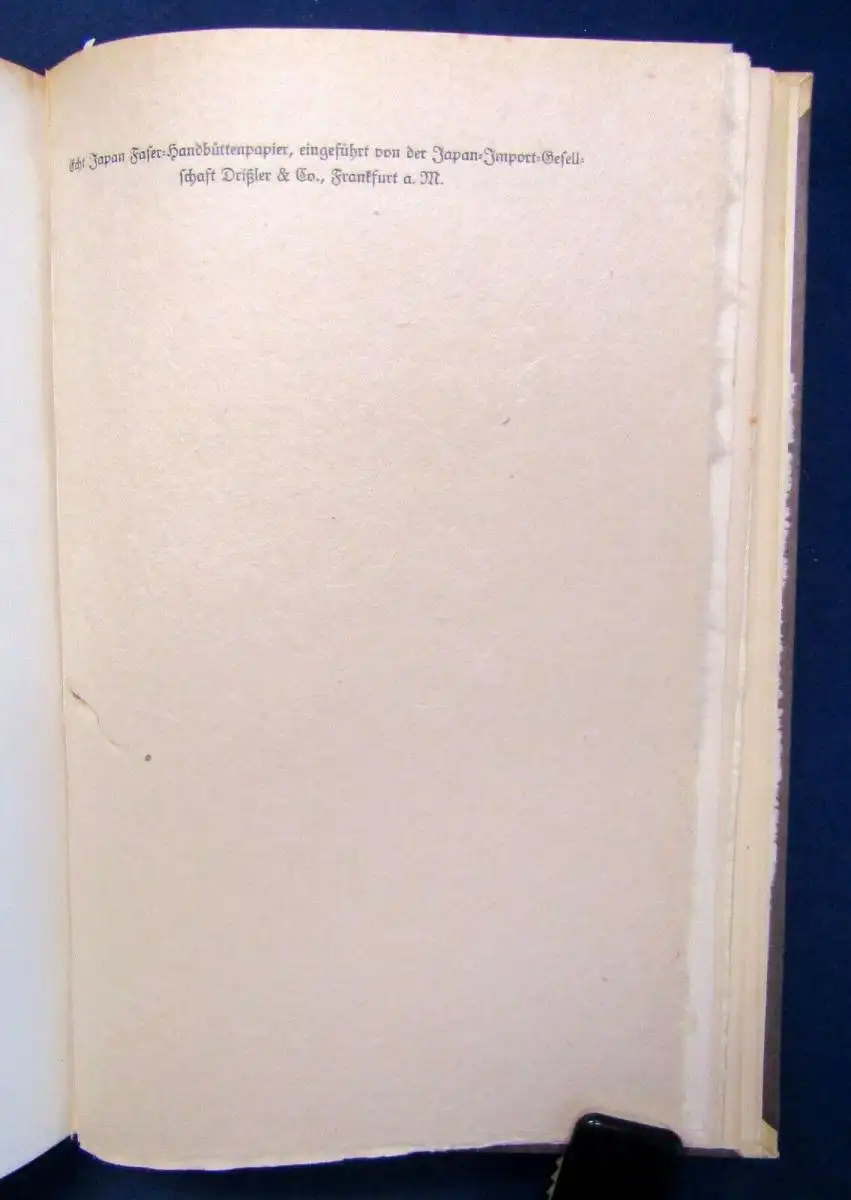 Echt Japan Faser-Handbüttenpapier, eingeführt von der Japan-Import-Gesell-
schaft Drißler & Co., Frankfurt a. M.